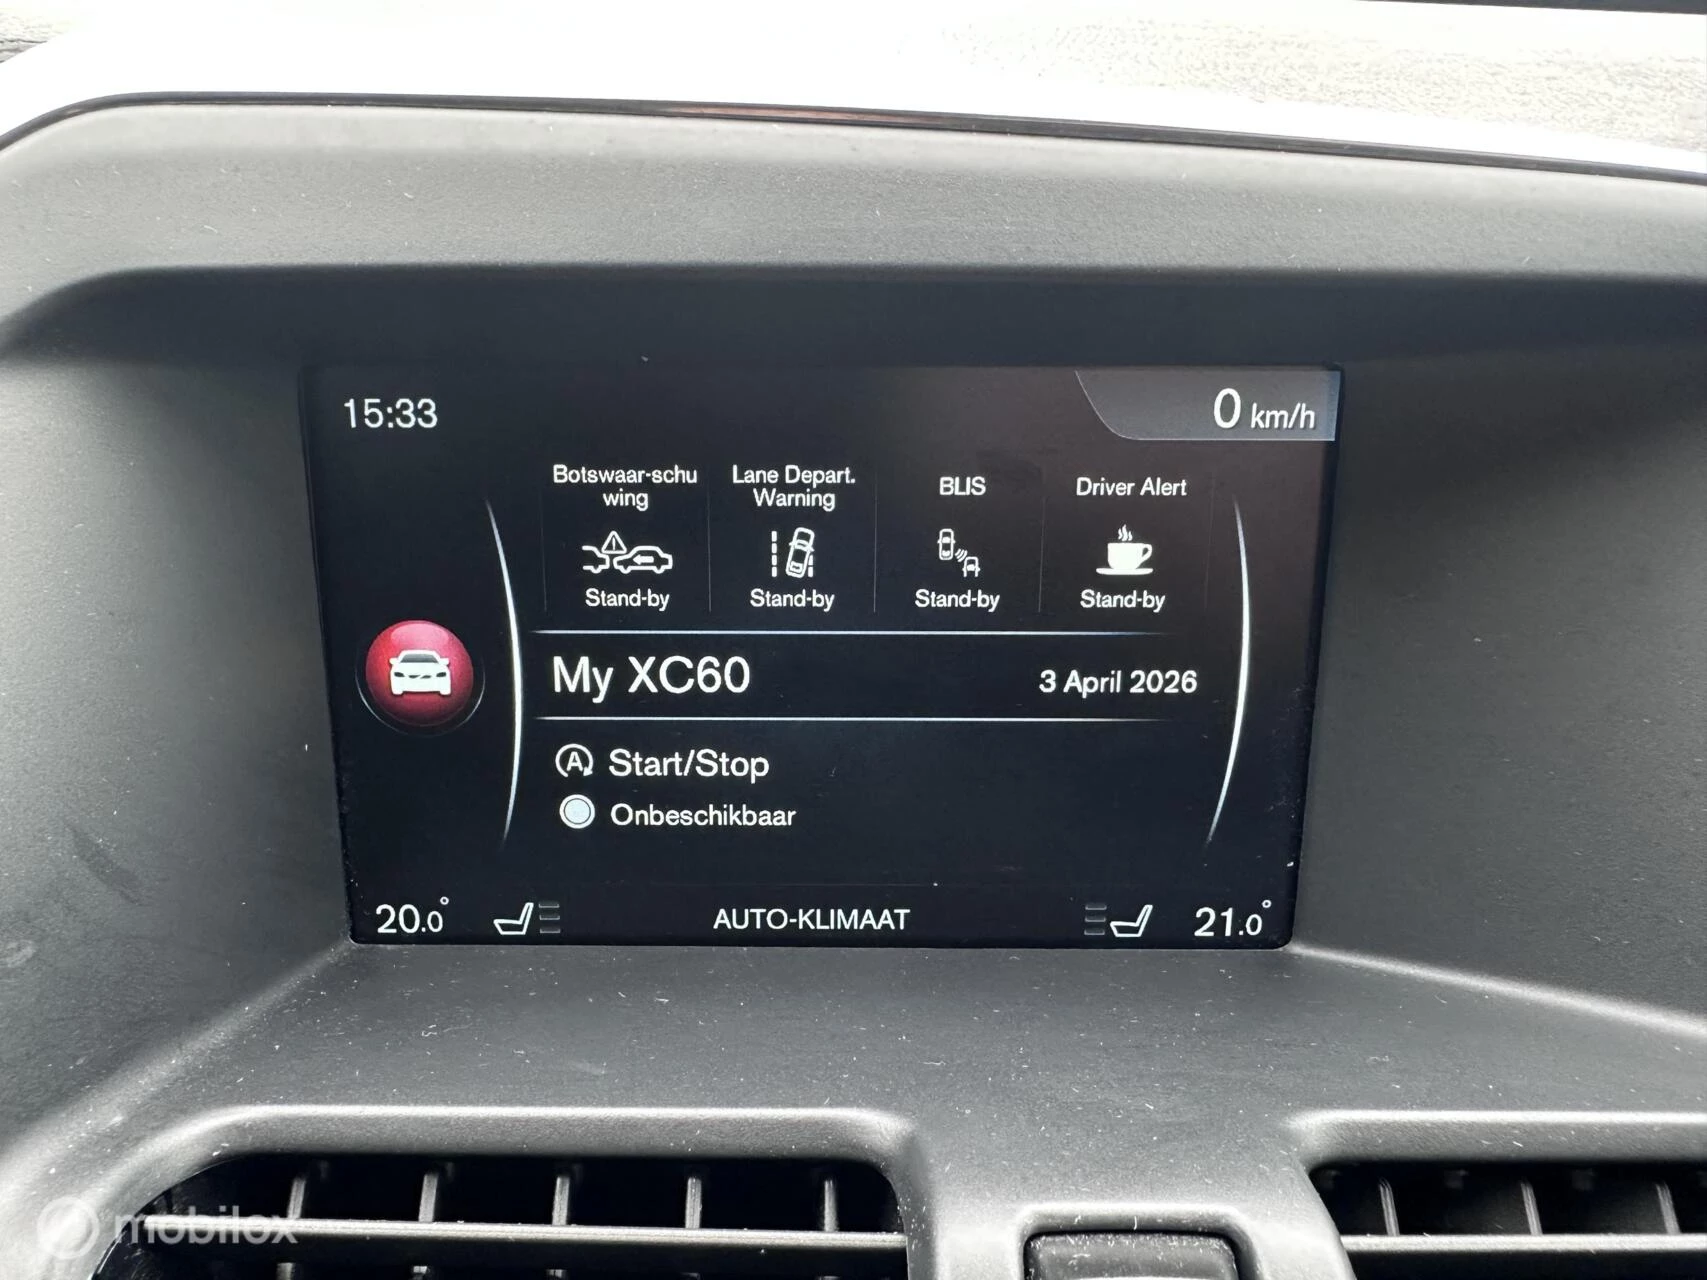 15:33
0 km/h
Botswaar-schu
wing
Lane Depart.
Warning
BLIS
Driver Alert
Stand-by
Stand-by
Stand-by
Stand-by
My XC60
3 April 2026
A Start/Stop
Onbeschikbaar
20.0°
AUTO-KLIMAAT
21.0°
mobilox